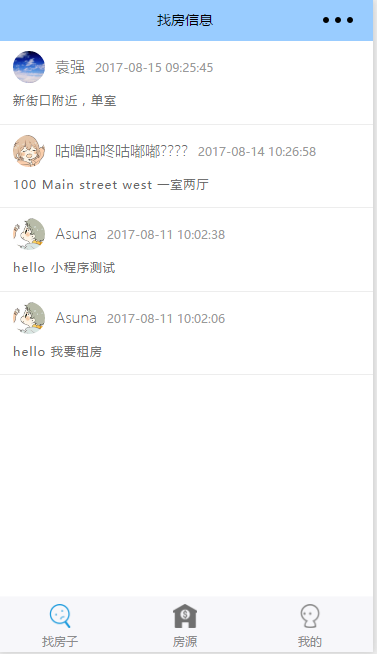 找房信息
袁强 2017-08-15 09:25:45
新街口附近，单室
咕噜咕咚咕嘟嘟???? 2017-08-14 10:26:58
100 Main street west 一室两厅
Asuna 2017-08-11 10:02:38
hello 小程序测试
Asuna 2017-08-11 10:02:06
hello 我要租房
找房子 房源 我的